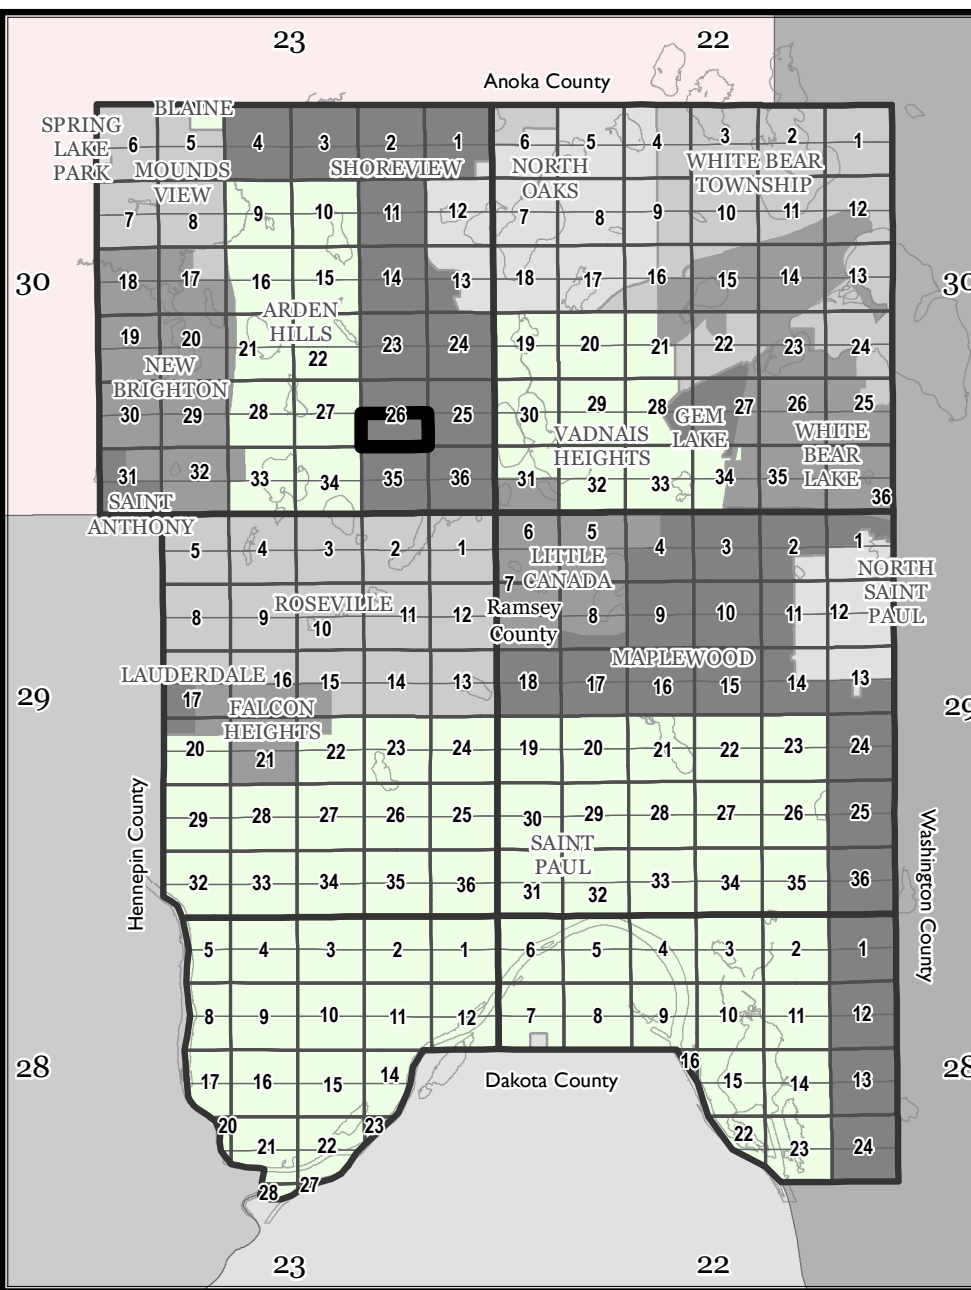 23 22
Anoka County
BLAINE
SPRING
LAKE
PARK
6 5 4 3 2 1 6 5 4 3 2 1
MOUNDS
VIEW
SHOREVIEW
NORTH
OAKS
WHITE BEAR
TOWNSHIP
7 8 9 10 11 12 7 8 9 10 11 12
30 18 17 16 15 14 13 18 17 16 15 14 13 30
ARDEN
HILLS
19 20 21 22 23 24 19 20 21 22 23 24
NEW
BRIGHTON
30 29 28 27 26 25 30 29 28 27 26 25
GEM
LAKE
VADNAIS
HEIGHTS
WHITE
BEAR
LAKE
31 32 33 34 35 36 31 32 33 34 35 36
SAINT
ANTHONY
5 4 3 2 1 6 5 4 3 2 1
LITTLE
CANADA
NORTH
SAINT
PAUL
8 9 10 11 12 7 8 9 10 11 12
ROSEVILLE
Ramsey
County
MAPLEWOOD
LAUDERDALE
29 17 16 15 14 13 18 17 16 15 14 13 29
FALCON
HEIGHTS
20 21 22 23 24 19 20 21 22 23 24
29 28 27 26 25 30 29 28 27 26 25
SAINT
PAUL
32 33 34 35 36 31 32 33 34 35 36
Hennepin County
Washington County
5 4 3 2 1 6 5 4 3 2 1
8 9 10 11 12 7 8 9 10 11 12
28 17 16 15 14 16 15 14 13 28
Dakota County
20 21 22 23 22 23 24
28 27
23 22